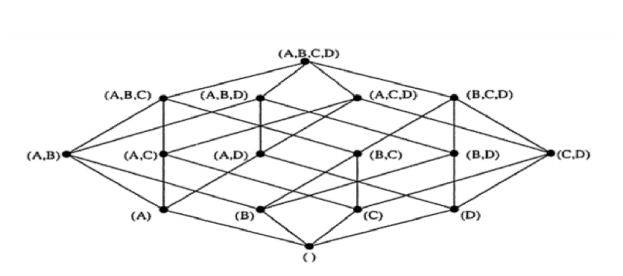 (A,B,C,D)
(A,B,C) (A,B,D) (A,C,D) (B,C,D)
(A,B) (A,C) (A,D) (B,C) (B,D) (C,D)
(A) (B) (C) (D)
( )